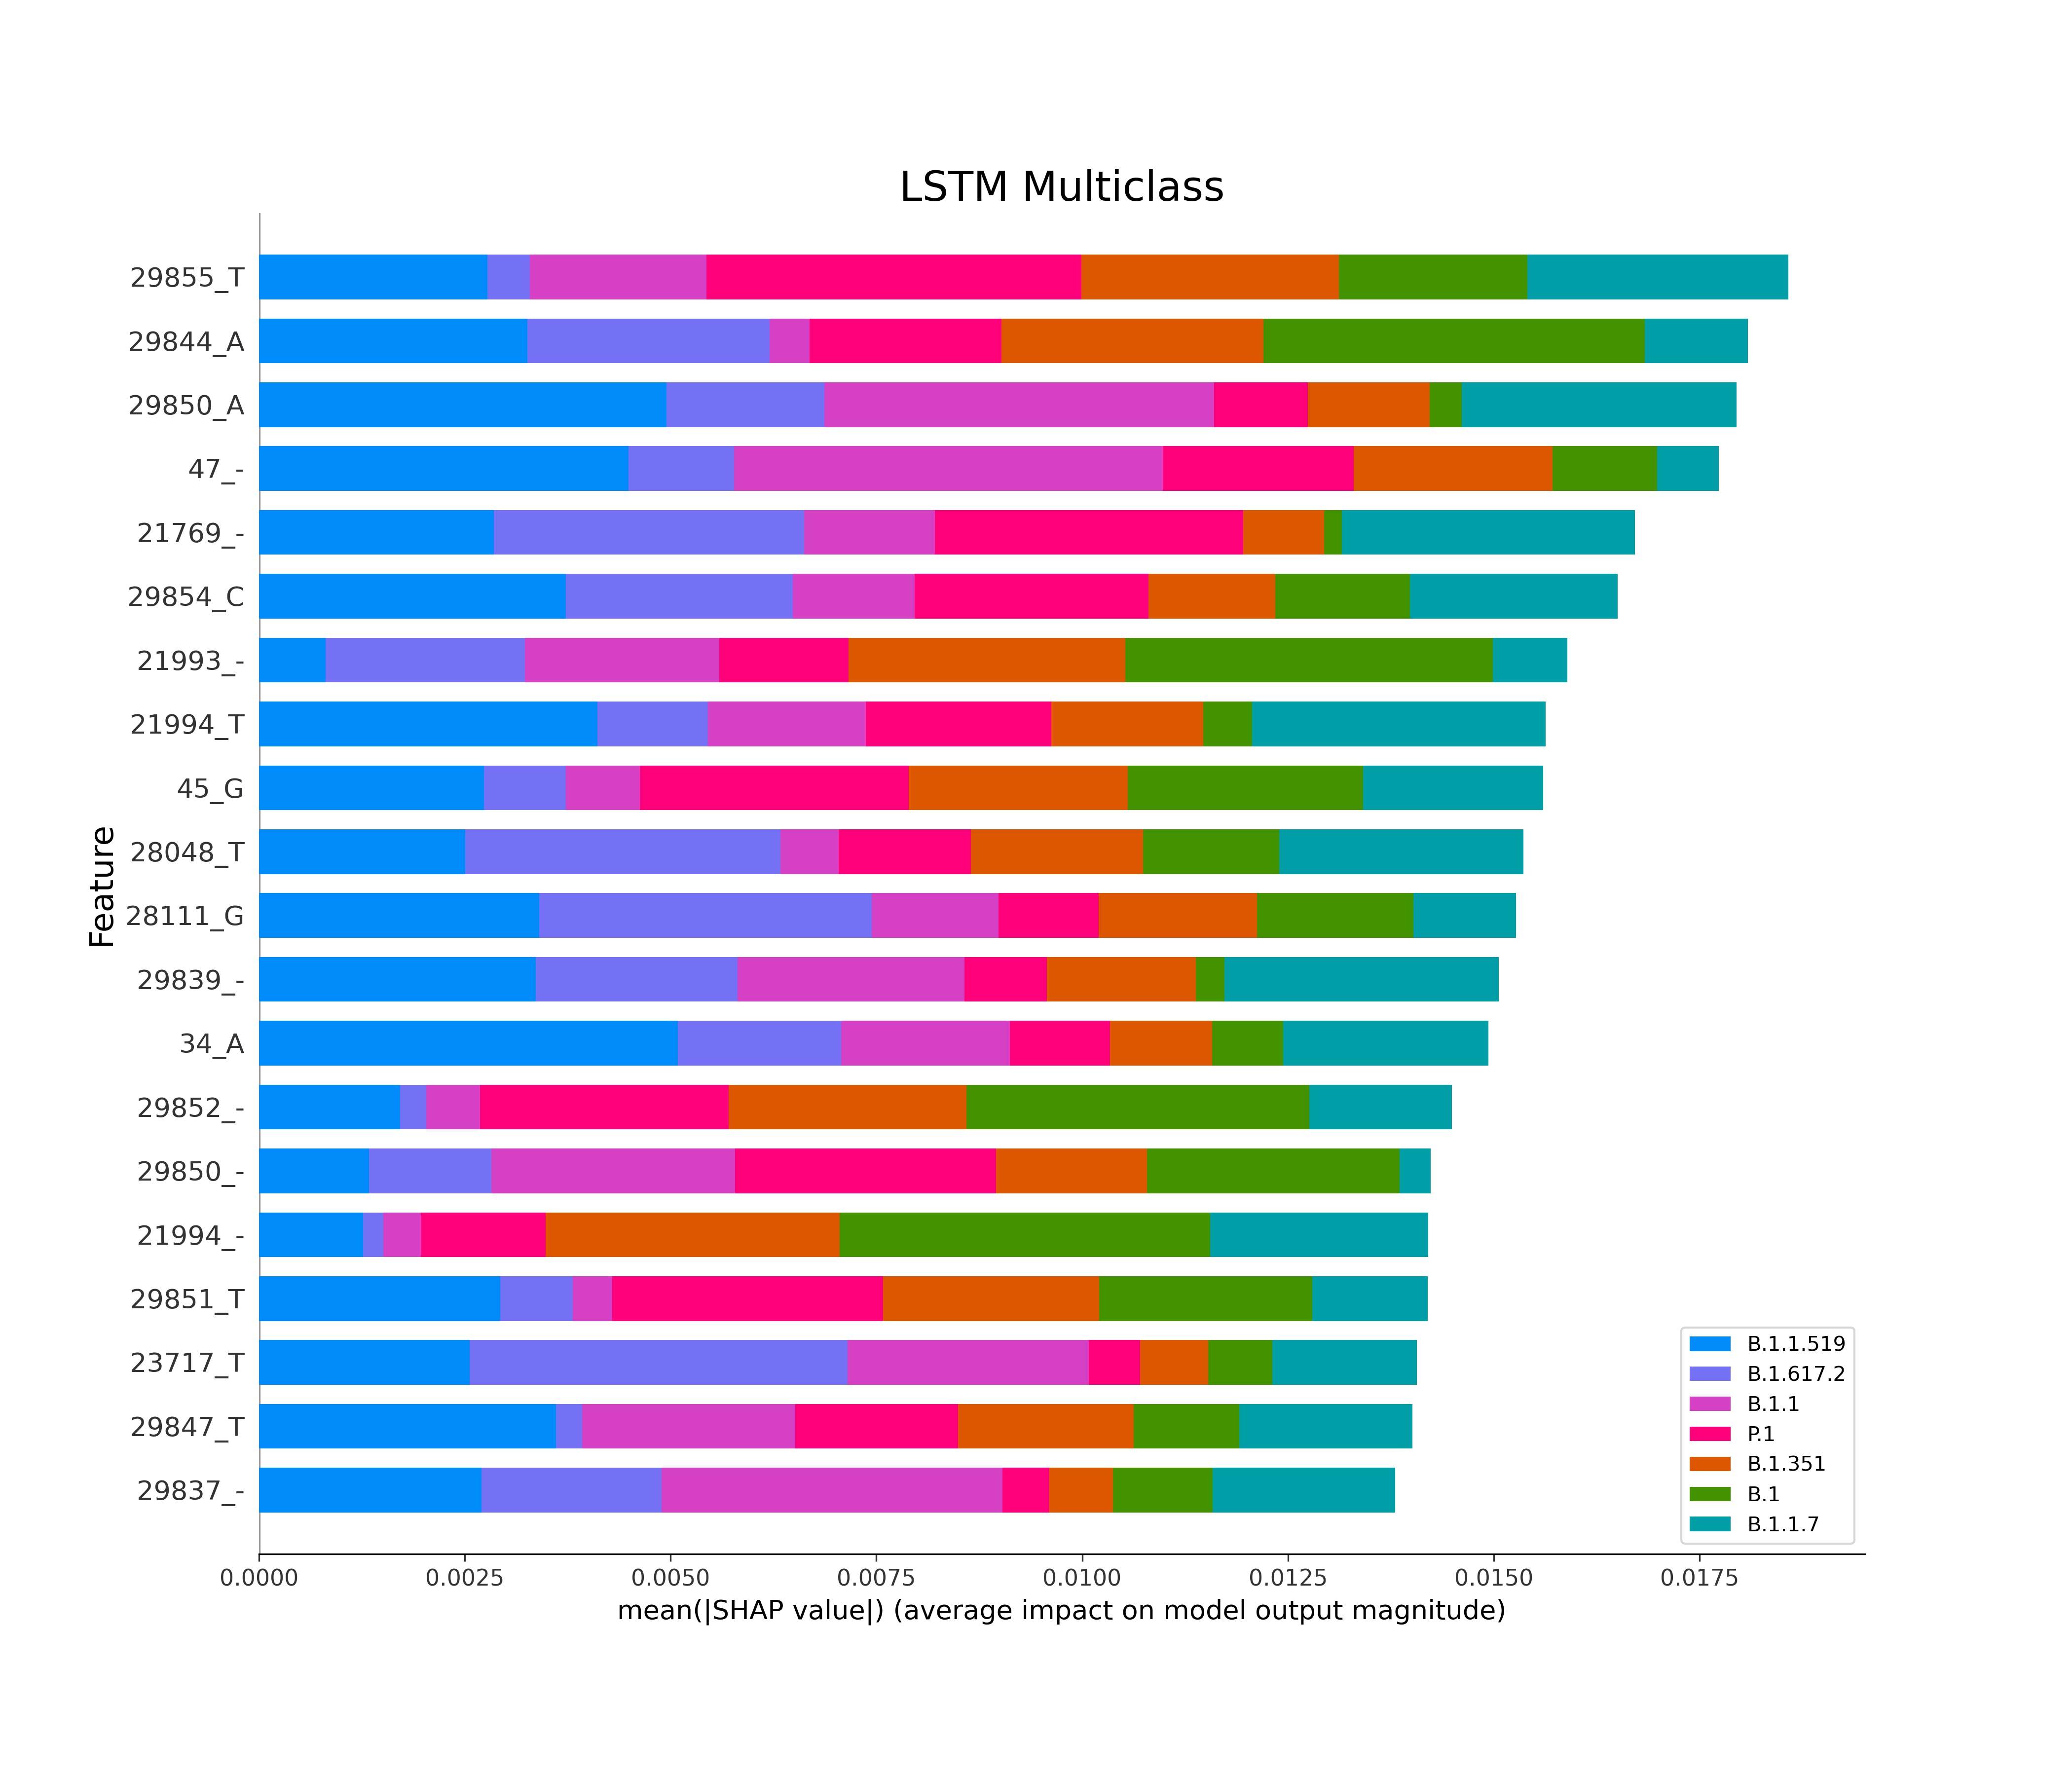 LSTM Multiclass
29855_T
29844_A
29850_A
47_-
21769_-
29854_C
21993_-
21994_T
45_G
28048_T
28111_G
29839_-
34_A
29852_-
29850_-
21994_-
29851_T
23717_T
29847_T
29837_-
Feature
B.1.1.519
B.1.617.2
B.1.1
P.1
B.1.351
B.1
B.1.1.7
0.0000 0.0025 0.0050 0.0075 0.0100 0.0125 0.0150 0.0175
mean(|SHAP value|) (average impact on model output magnitude)